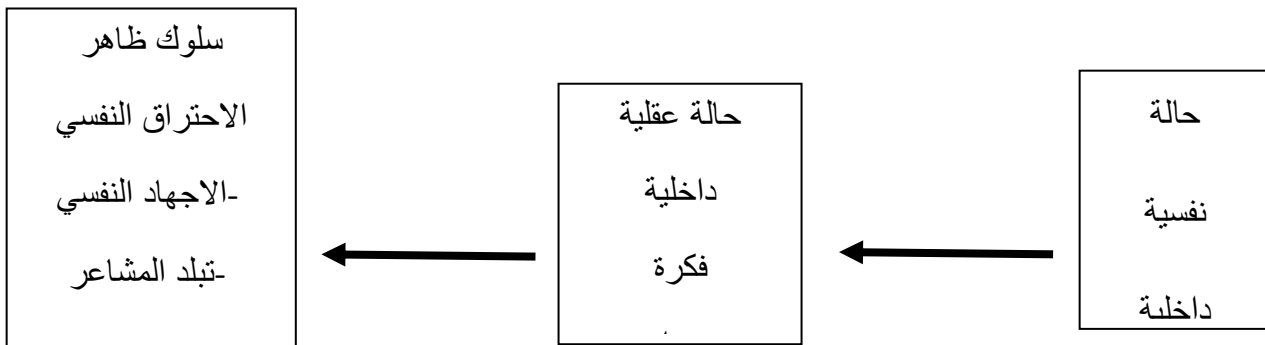 حالة
نفسية
داخلية
حالة عقلية
داخلية
فكرة
سلوك ظاهر
الاحتراق النفسي
-الاجهاد النفسي
-تبلد المشاعر